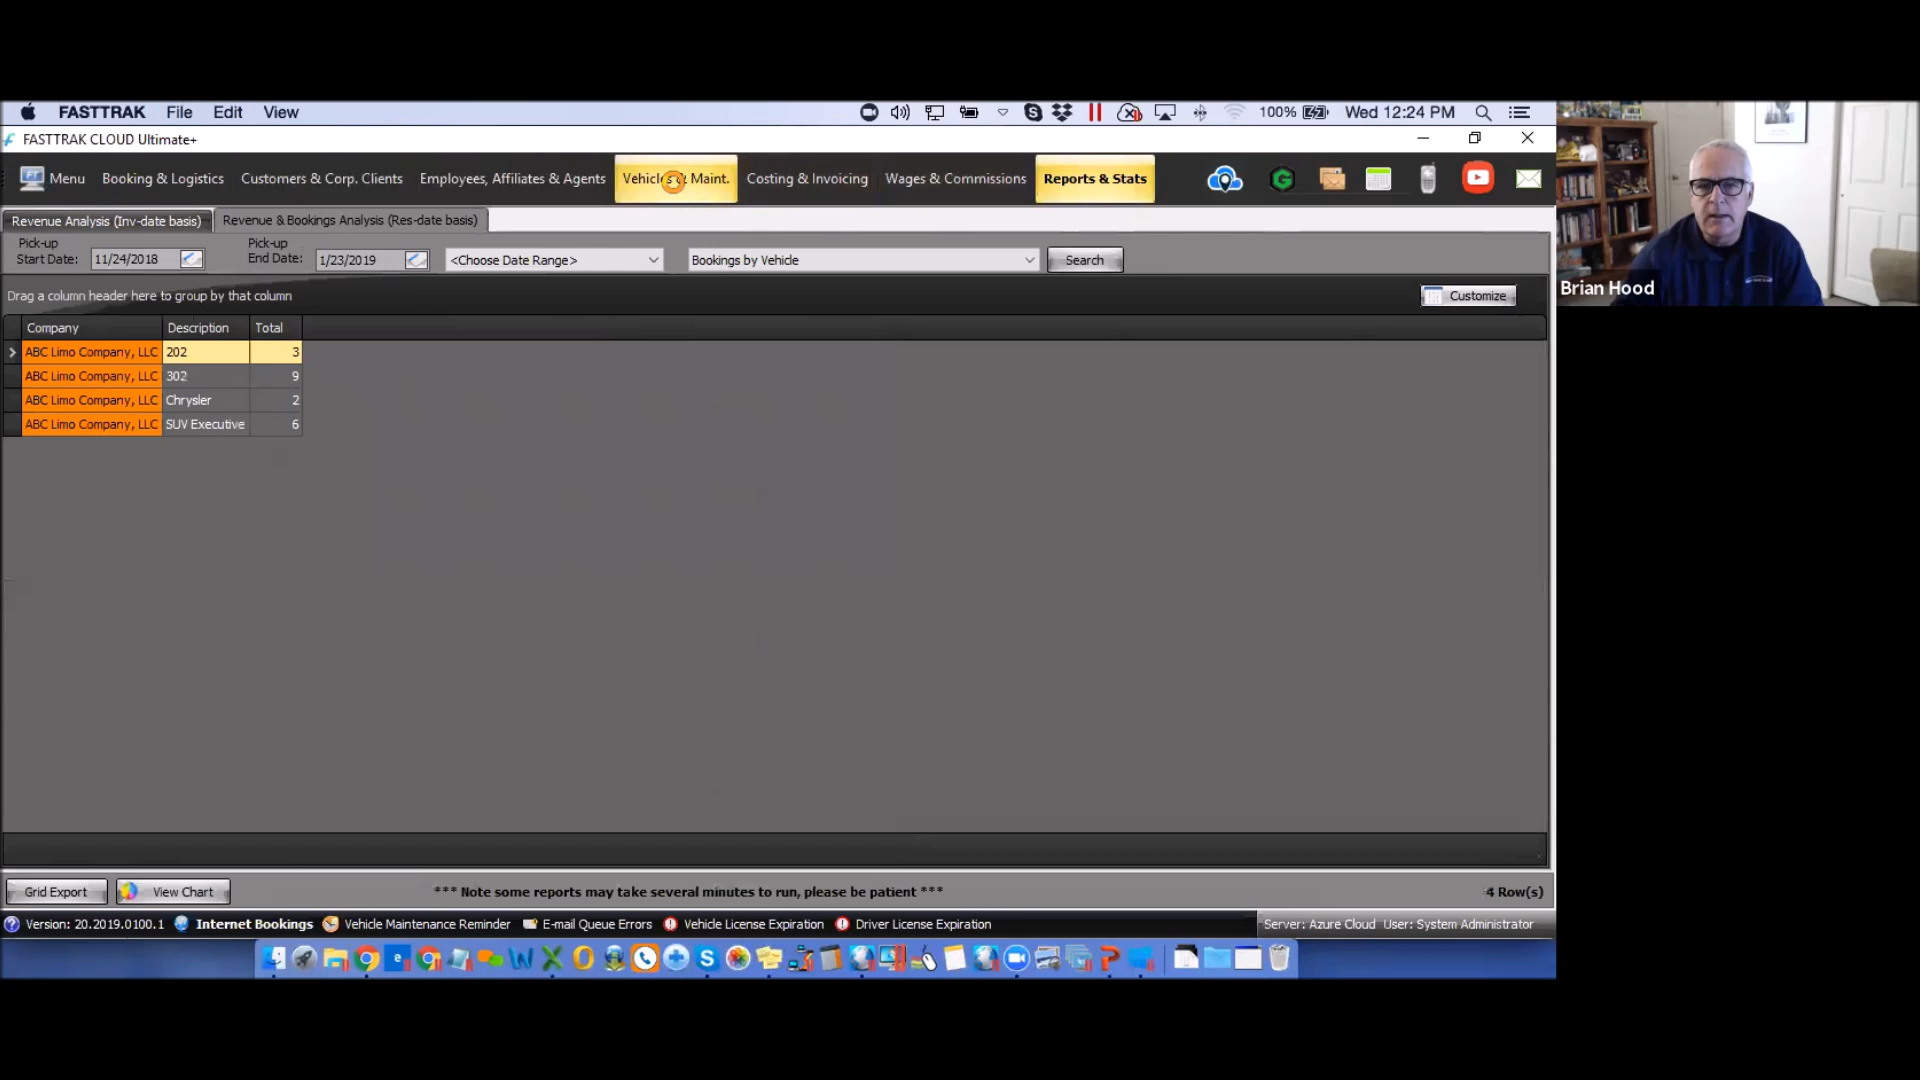 FASTTRAK File Edit View 100% Wed 12:24 PM
FASTTRAK CLOUD Ultimate+
Menu Booking & Logistics Customers & Corp. Clients Employees, Affiliates & Agents & Maint. Costing & Invoicing Wages & Commissions Reports & Stats
Revenue Analysis (Inv-date basis) Revenue & Bookings Analysis (Res-date basis)
Pick-up Start Date: 11/24/2018 Pick-up End Date: 1/23/2019 <Choose Date Range> Bookings by Vehicle Search
Drag a column header here to group by that column Customize
Brian Hood
Company Description Total
ABC Limo Company, LLC 202 3
ABC Limo Company, LLC 302 9
ABC Limo Company, LLC Chrysler 2
ABC Limo Company, LLC SUV Executive 6
Grid Export View Chart *** Note some reports may take several minutes to run, please be patient *** 4 Row(s)
Version: 20.2019.0100.1 Internet Bookings Vehicle Maintenance Reminder E-mail Queue Errors Vehicle License Expiration Driver License Expiration Server: Azure Cloud User: System Administrator